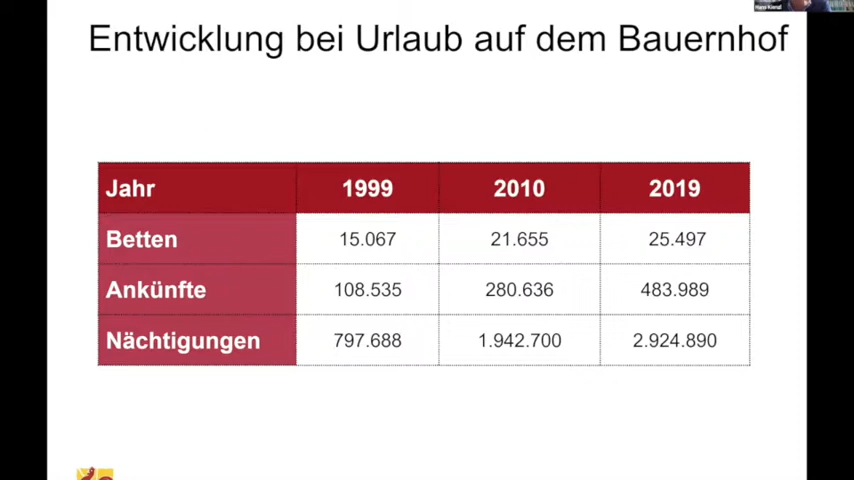 Entwicklung bei Urlaub auf dem Bauernhof
Jahr 1999 2010 2019
Betten 15.067 21.655 25.497
Ankünfte 108.535 280.636 483.989
Nächtigungen 797.688 1.942.700 2.924.890